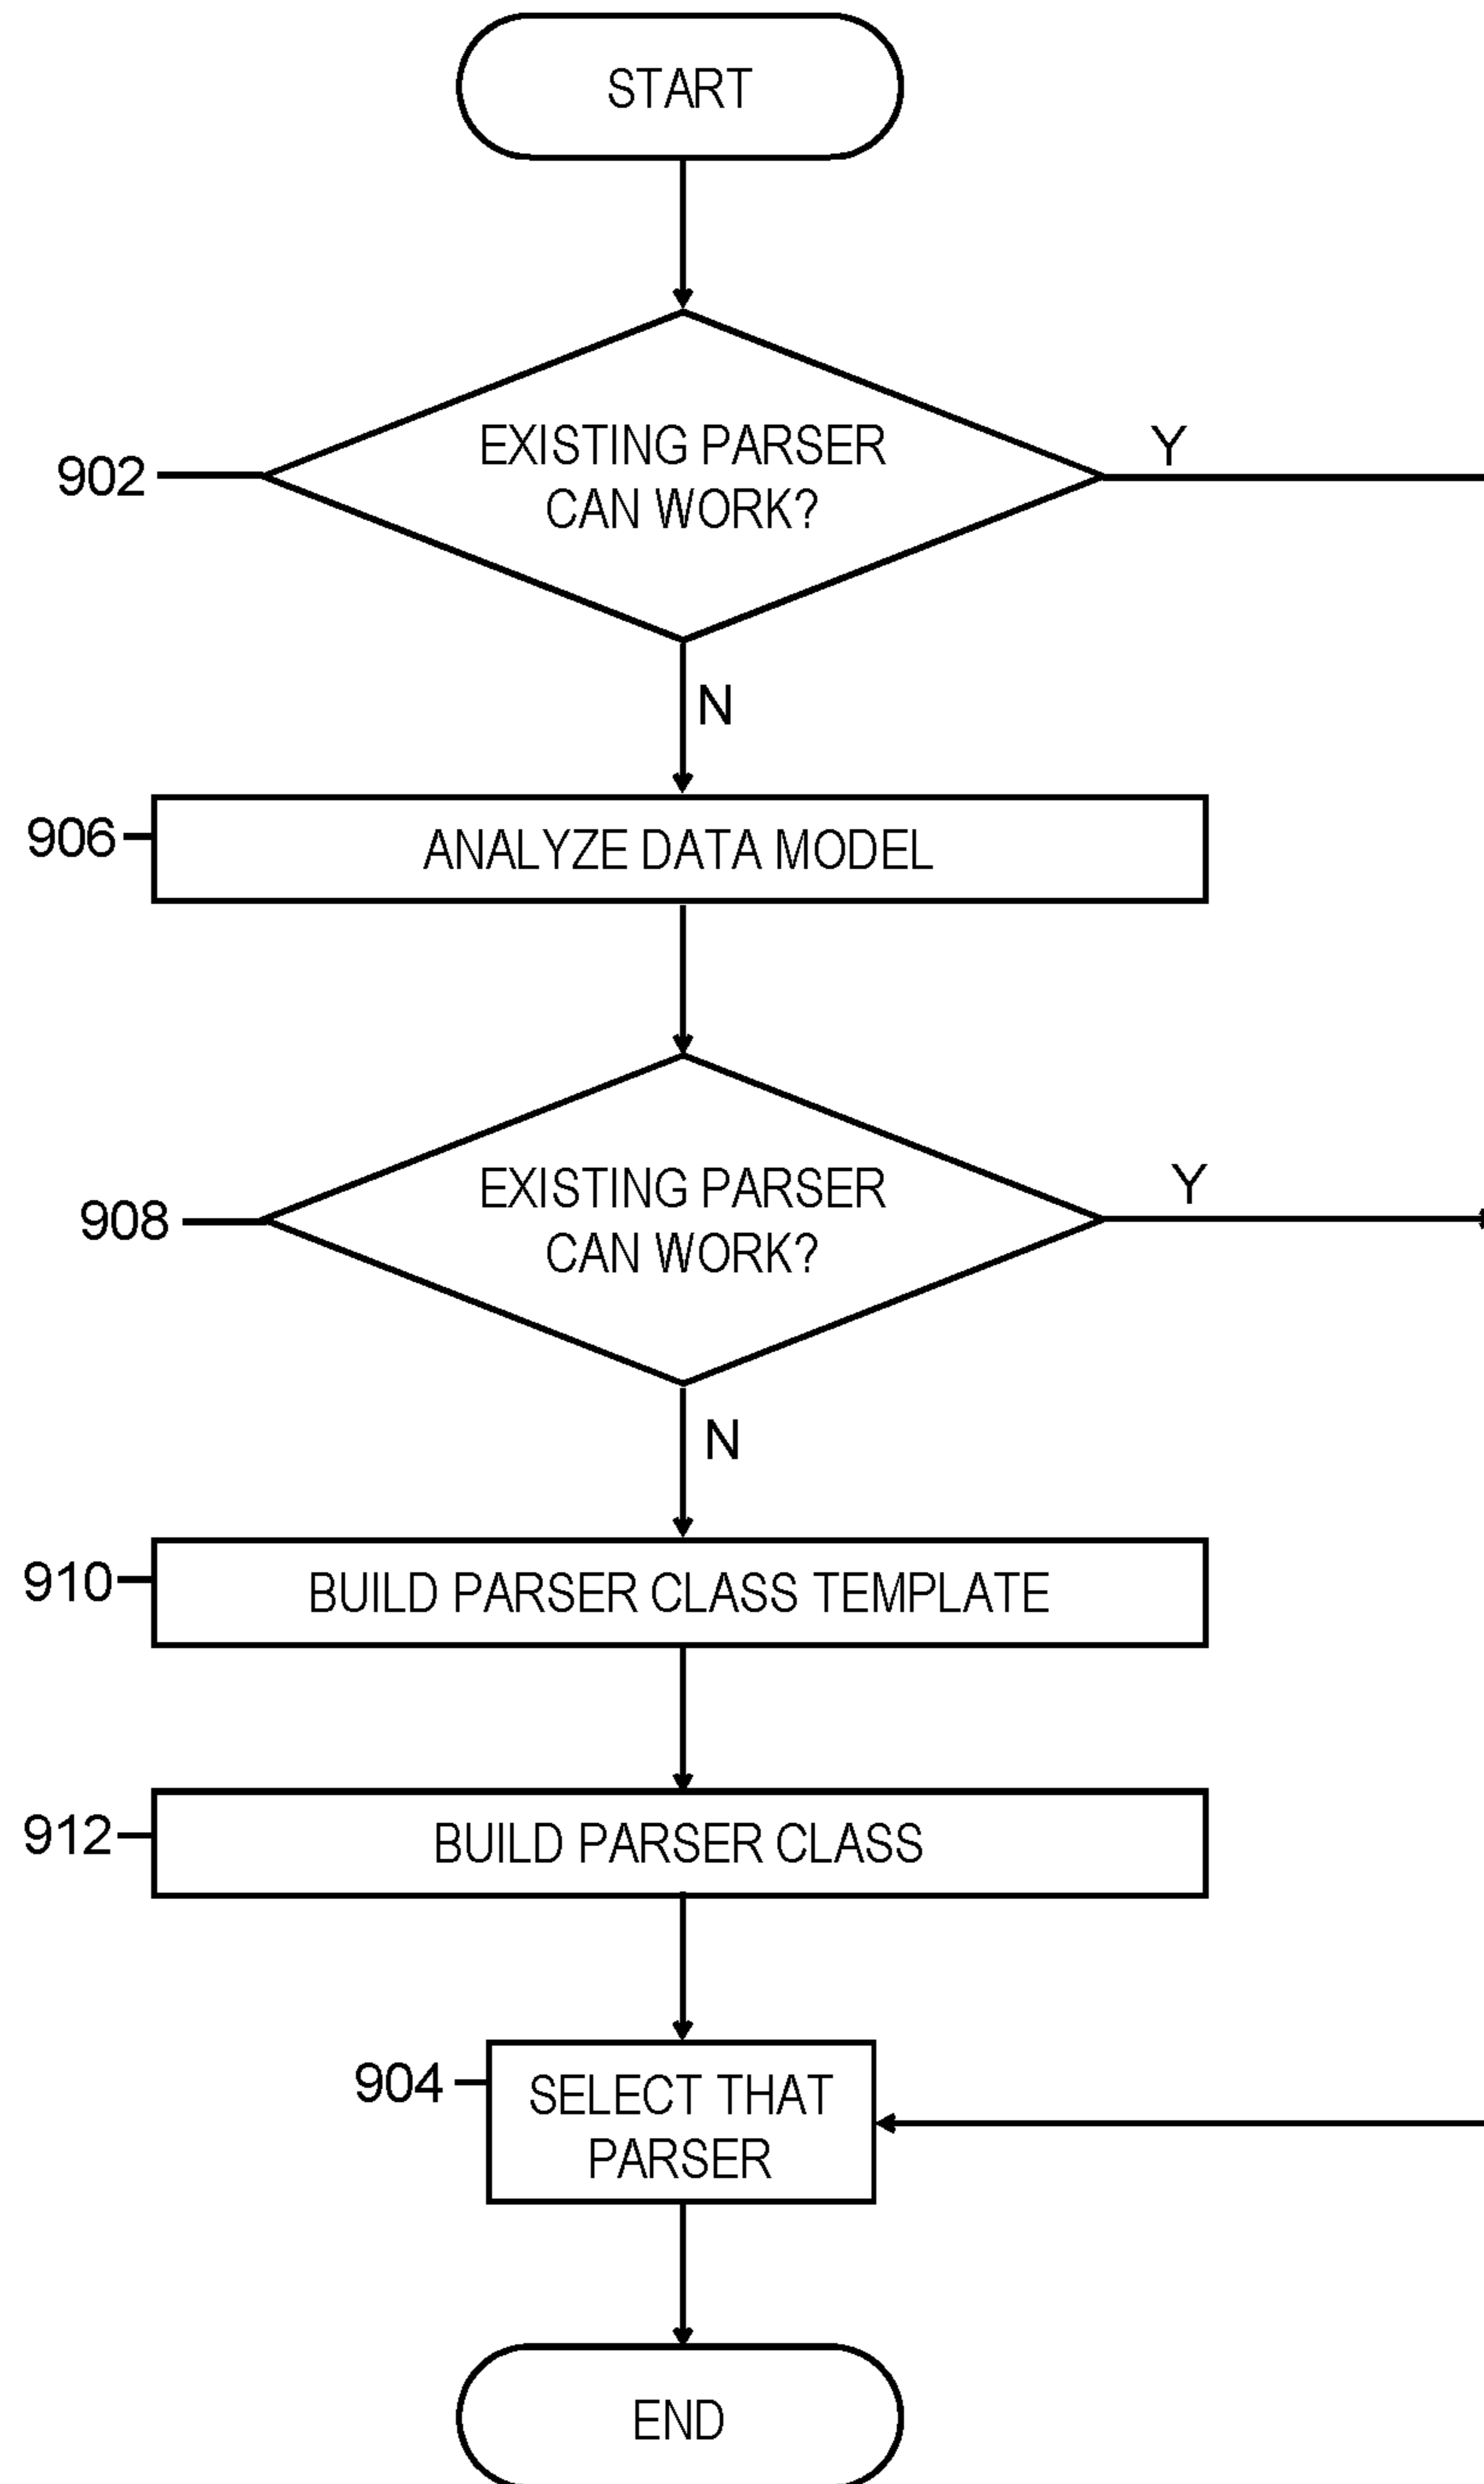 START
EXISTING PARSER
CAN WORK?
Y
902
N
906
ANALYZE DATA MODEL
EXISTING PARSER
CAN WORK?
Y
908
N
910
BUILD PARSER CLASS TEMPLATE
912
BUILD PARSER CLASS
904
SELECT THAT
PARSER
END